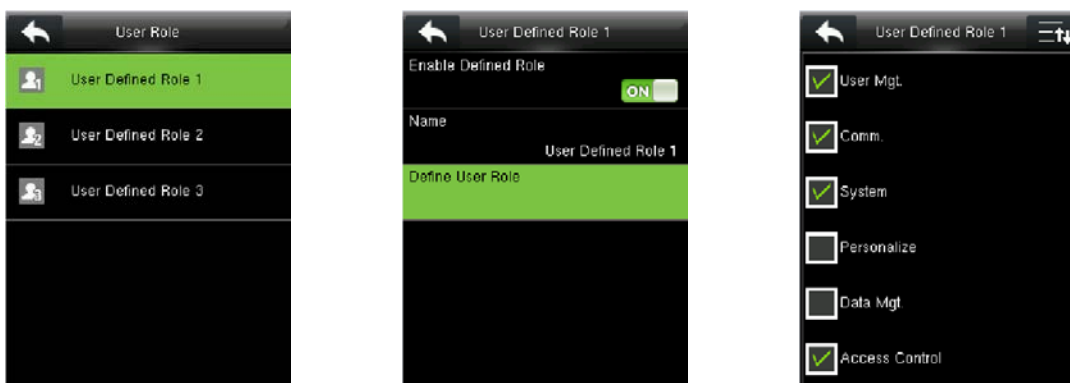 User Role
User Defined Role 1
User Defined Role 2
User Defined Role 3
User Defined Role 1
Enable Defined Role
ON
Name
User Defined Role 1
Define User Role
User Defined Role 1
User Mgt.
Comm.
System
Personalize
Data Mgt.
Access Control